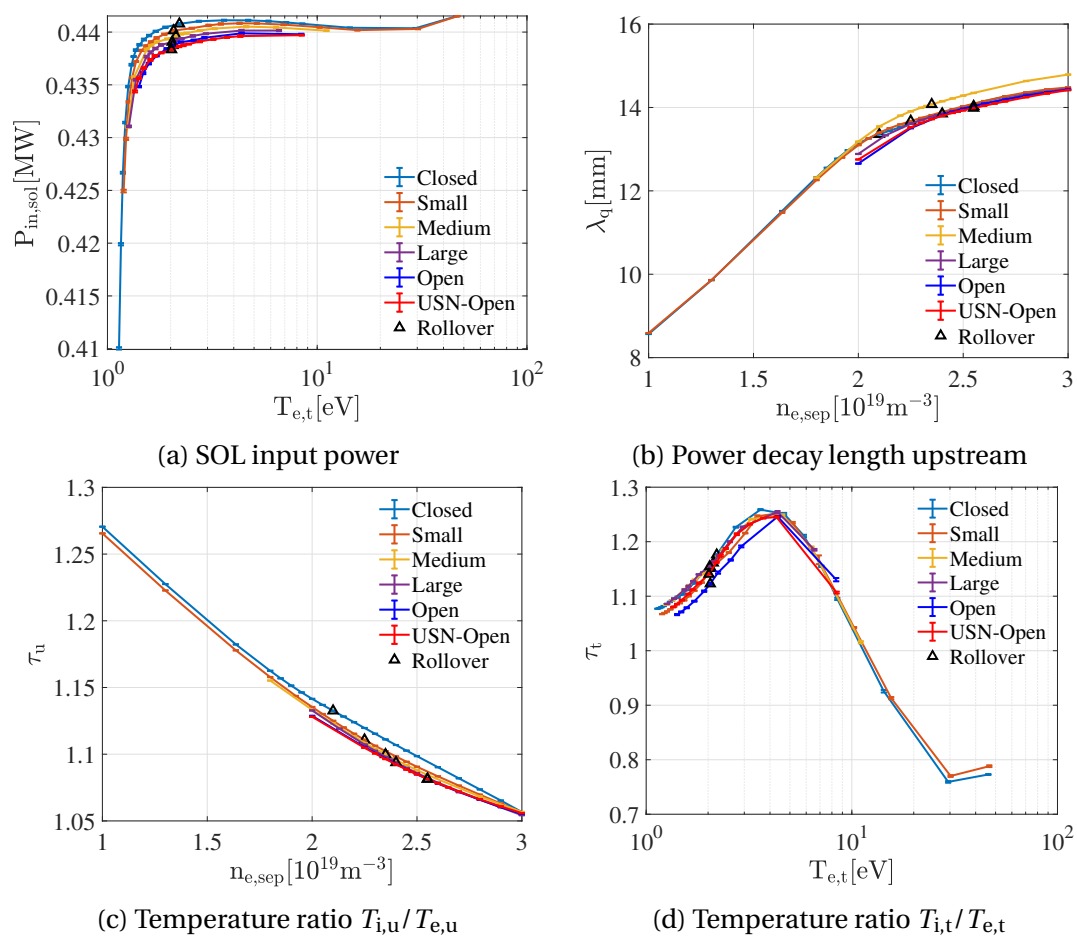 0.44
0.435
0.43
0.425
0.42
0.415
0.41
P_in,sol[MW]
Closed
Small
Medium
Large
Open
USN-Open
Rollover
10^0
10^1
10^2
T_e,t[eV]
(a) SOL input power
16
14
12
10
8
λ_q[mm]
Closed
Small
Medium
Large
Open
USN-Open
Rollover
1
1.5
2
2.5
3
n_e,sep[10^19m^−3]
(b) Power decay length upstream
1.3
1.25
1.2
1.15
1.1
1.05
τ_u
Closed
Small
Medium
Large
Open
USN-Open
Rollover
1
1.5
2
2.5
3
n_e,sep[10^19m^−3]
(c) Temperature ratio T_i,u/T_e,u
1.3
1.2
1.1
1
0.9
0.8
0.7
τ_t
Closed
Small
Medium
Large
Open
USN-Open
Rollover
10^0
10^1
10^2
T_e,t[eV]
(d) Temperature ratio T_i,t/T_e,t